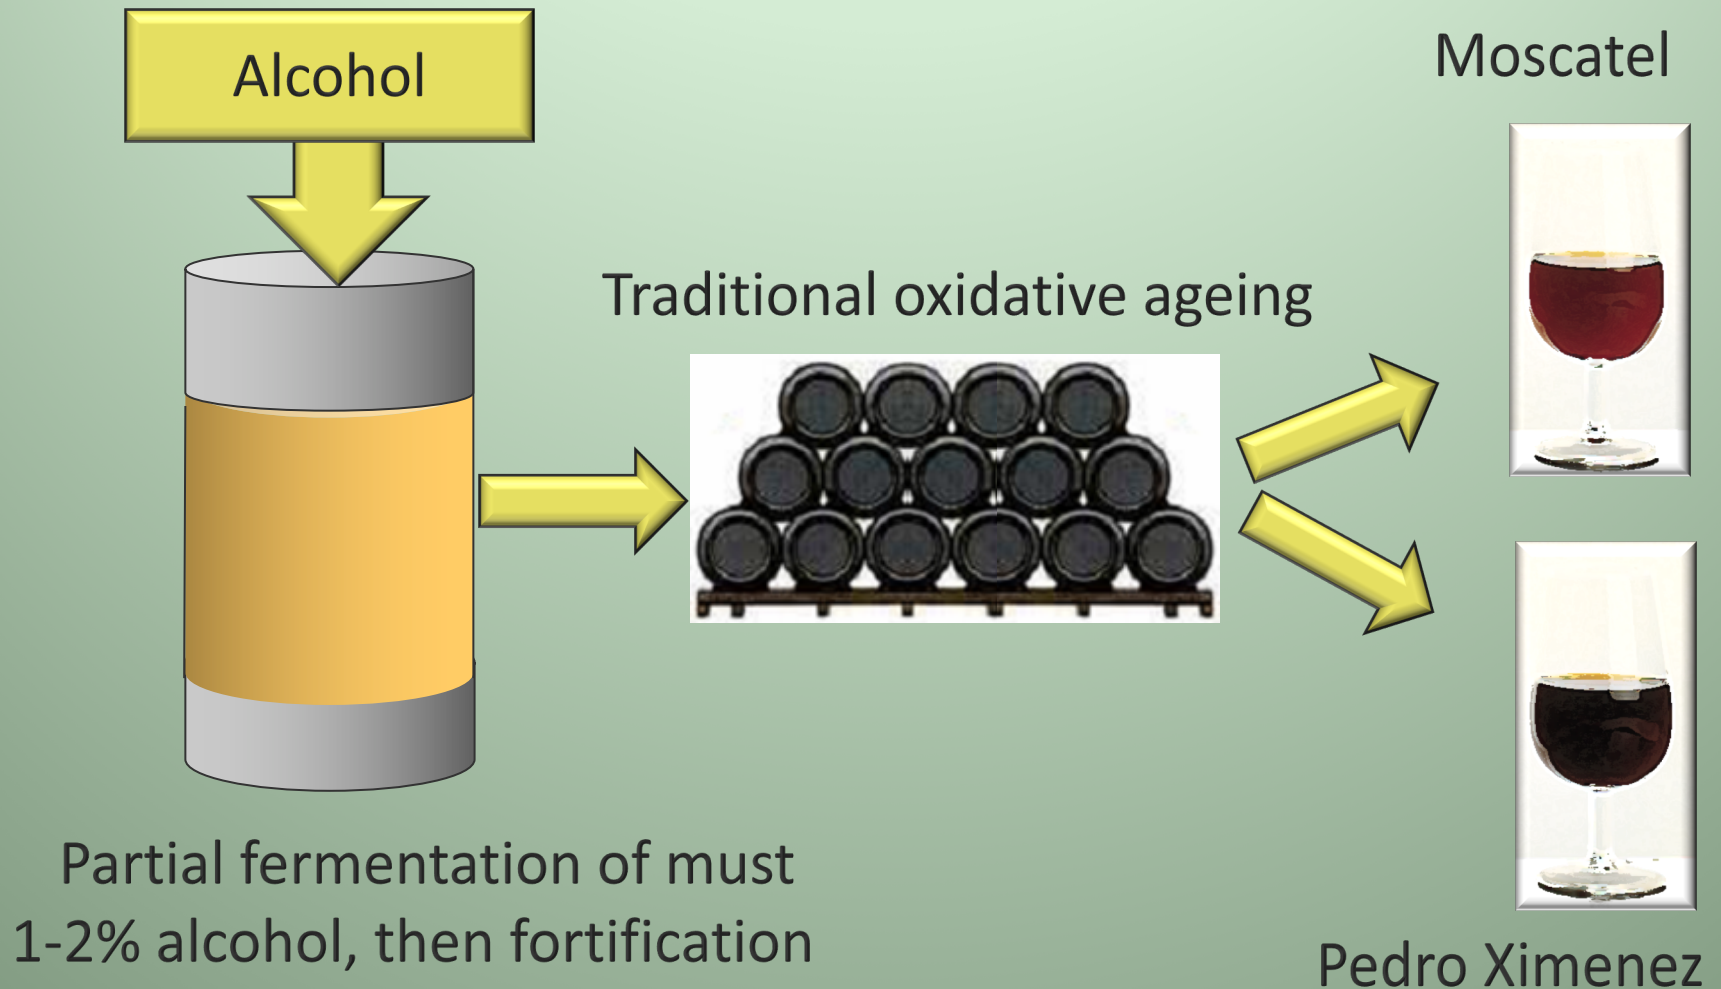 Alcohol
Moscatel
Traditional oxidative ageing
Partial fermentation of must
1-2% alcohol, then fortification
Pedro Ximenez